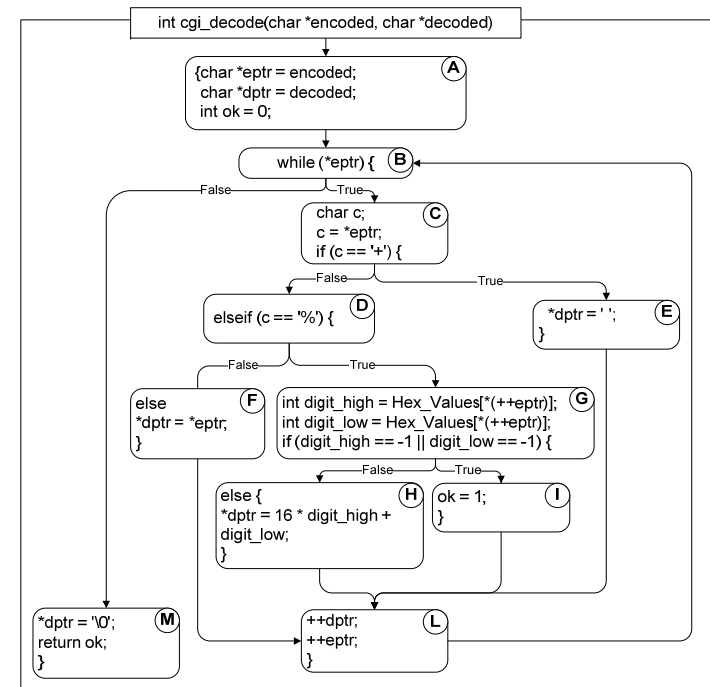 int cgi_decode(char *encoded, char *decoded)
A
{char *eptr = encoded;
char *dptr = decoded;
int ok = 0;
while (*eptr) {
B
False
True
char c;
c = *eptr;
if (c == '+') {
C
False
True
elseif (c == '%') {
D
*dptr = ' ';
}
E
False
True
else
*dptr = *eptr;
}
F
int digit_high = Hex_Values[*(++eptr)];
int digit_low = Hex_Values[*(++eptr)];
if (digit_high == -1 || digit_low == -1) {
G
False
True
else {
*dptr = 16 * digit_high +
digit_low;
}
H
ok = 1;
}
I
*dptr = '\0';
return ok;
}
M
++dptr;
++eptr;
}
L